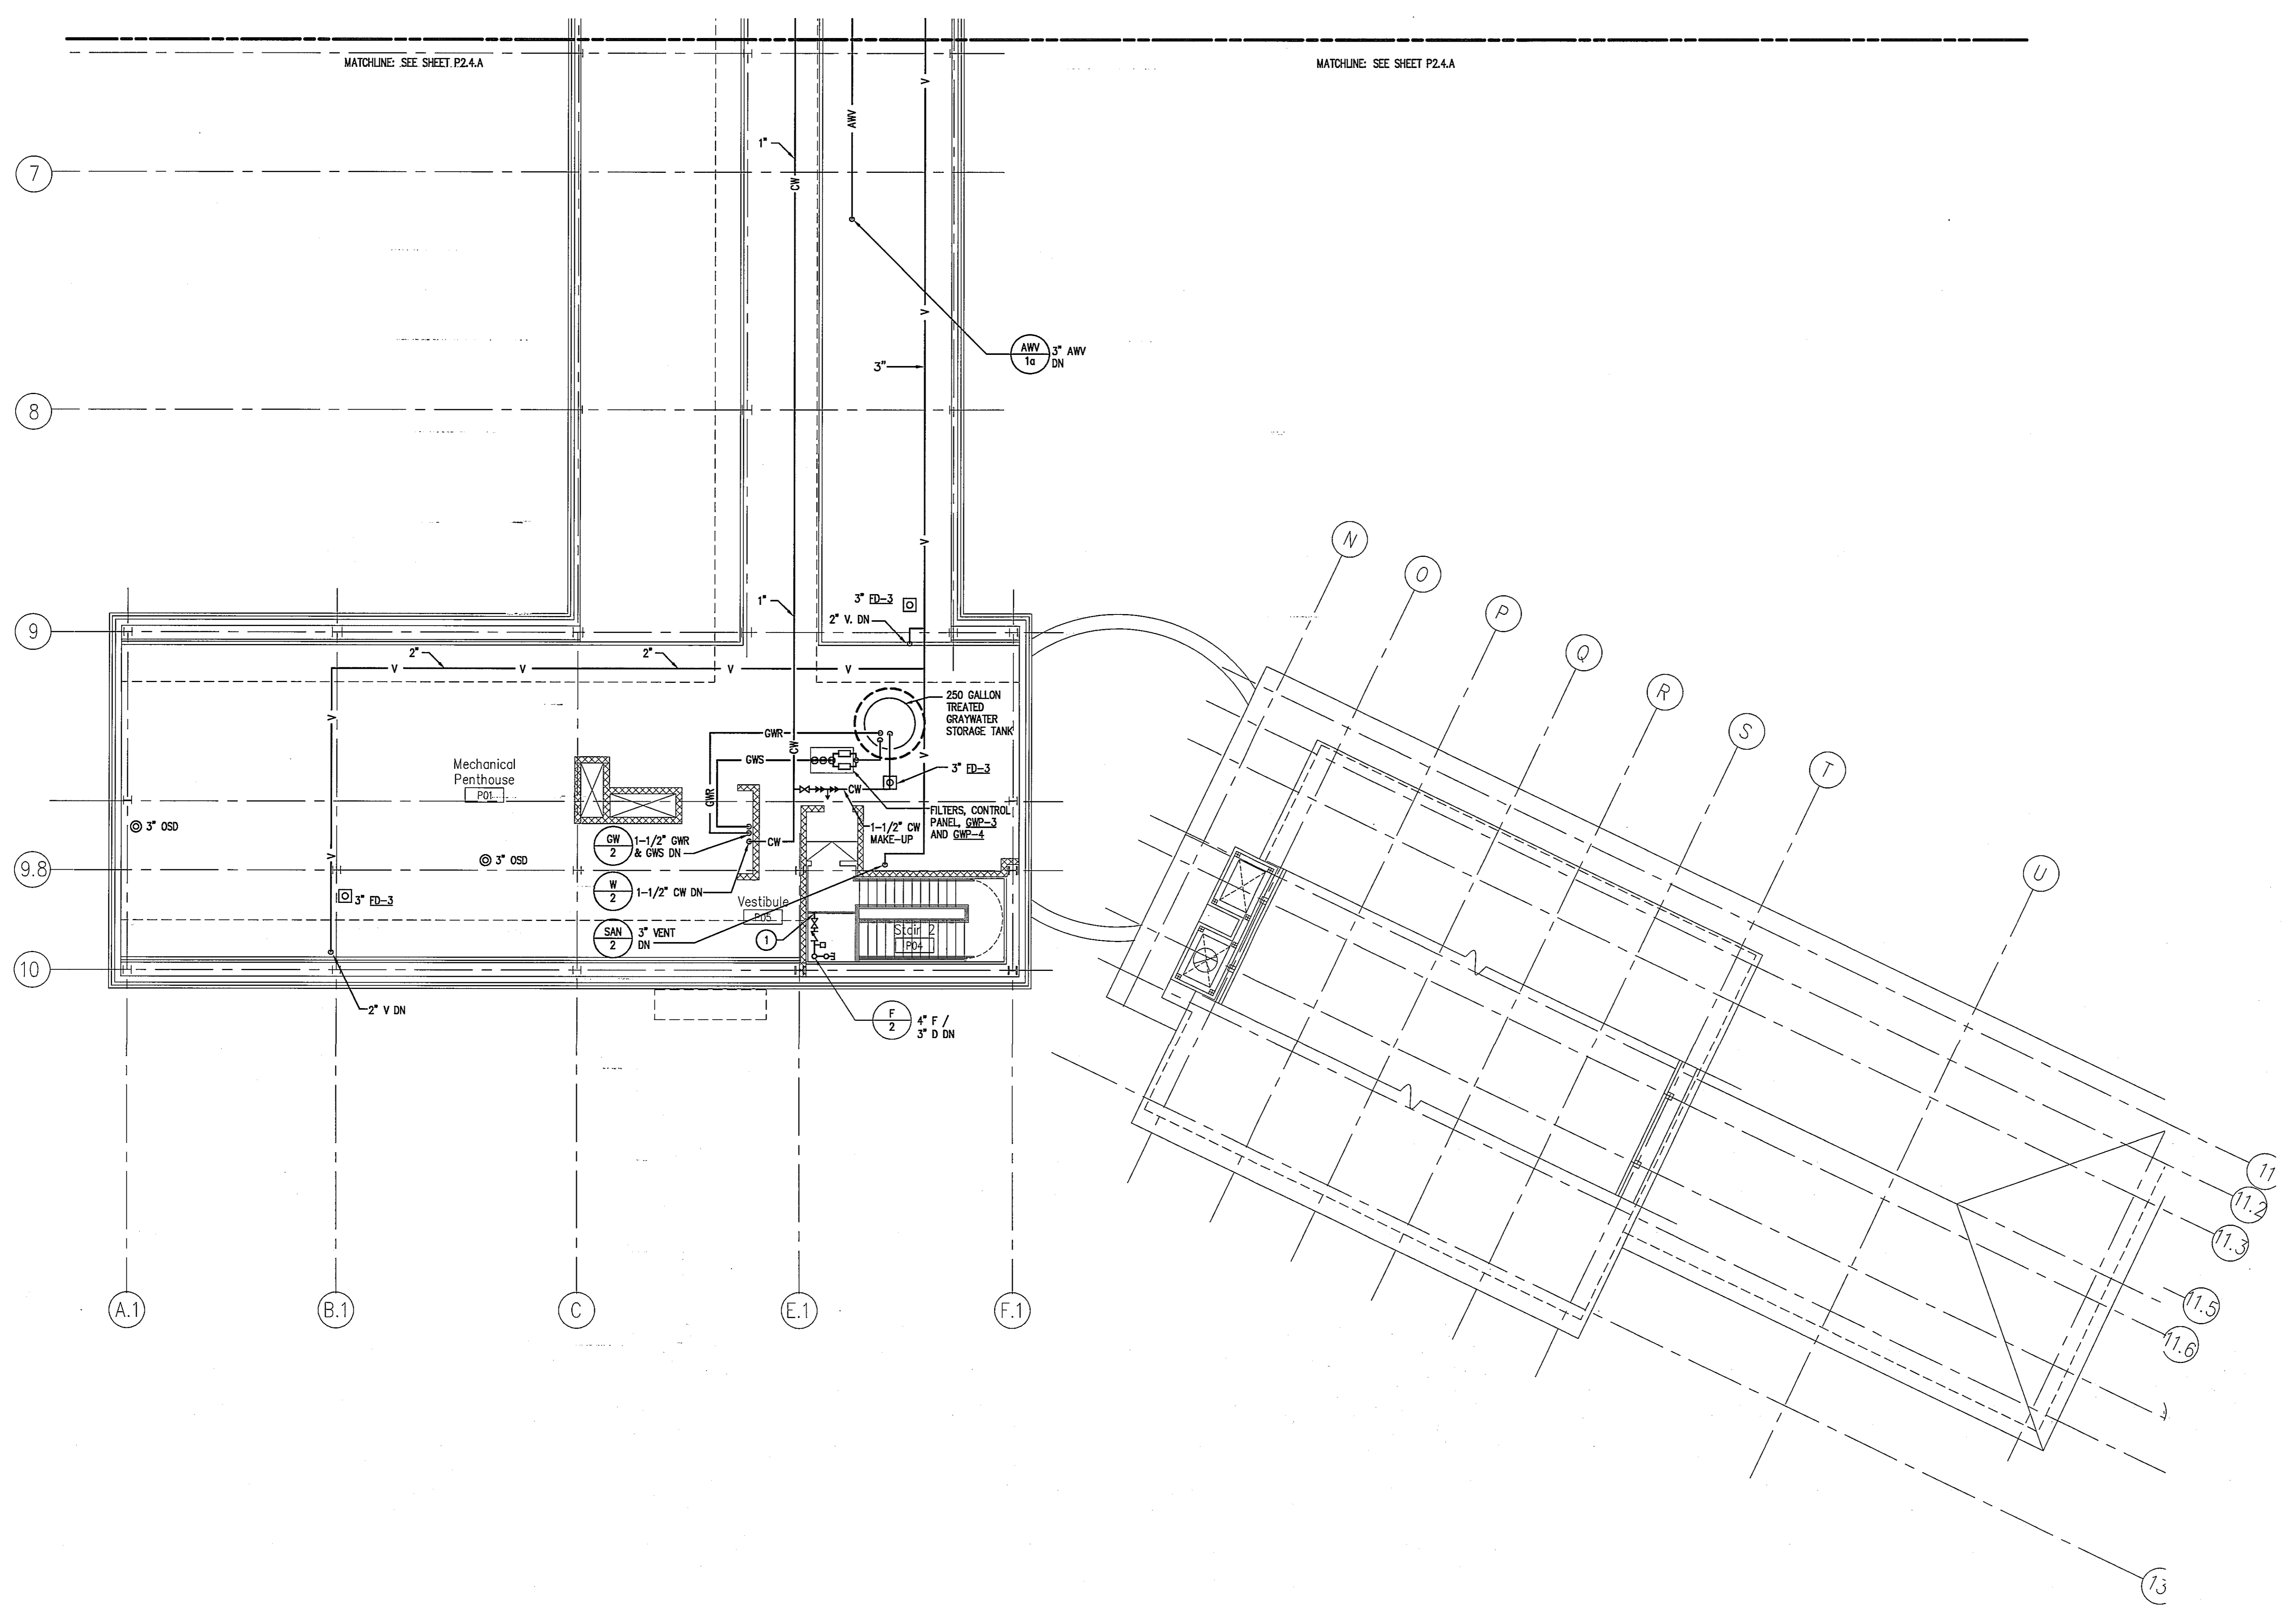 MATCHLINE: SEE SHEET P2.4.A
MATCHLINE: SEE SHEET P2.4.A
V
AWV
1"
CW
7
V
AWV
1a
3" AWV
DN
3"
8
V
N
O
P
Q
R
S
T
U
3" FD-3
1"
2" V. DN
9
2"
2"
V
V
V
V
250 GALLON
TREATED
GRAYWATER
STORAGE TANK
V
GWR
CW
V
GWS
Mechanical
Penthouse
P01
3" FD-3
GWR
CW
FILTERS, CONTROL
PANEL, GWP-3
AND GWP-4
3" OSD
1-1/2" CW
MAKE-UP
GW
2
1-1/2" GWR
& GWS DN
CW
V
3" OSD
9.8
W
2
1-1/2" CW DN
3" FD-3
Vestibule
P05
SAN
2
3" VENT
DN
1
Stair 2
P04
10
2" V DN
F
2
4" F /
3" D DN
11
11.2
11.3
11.5
11.6
A.1
B.1
C
E.1
F.1
13